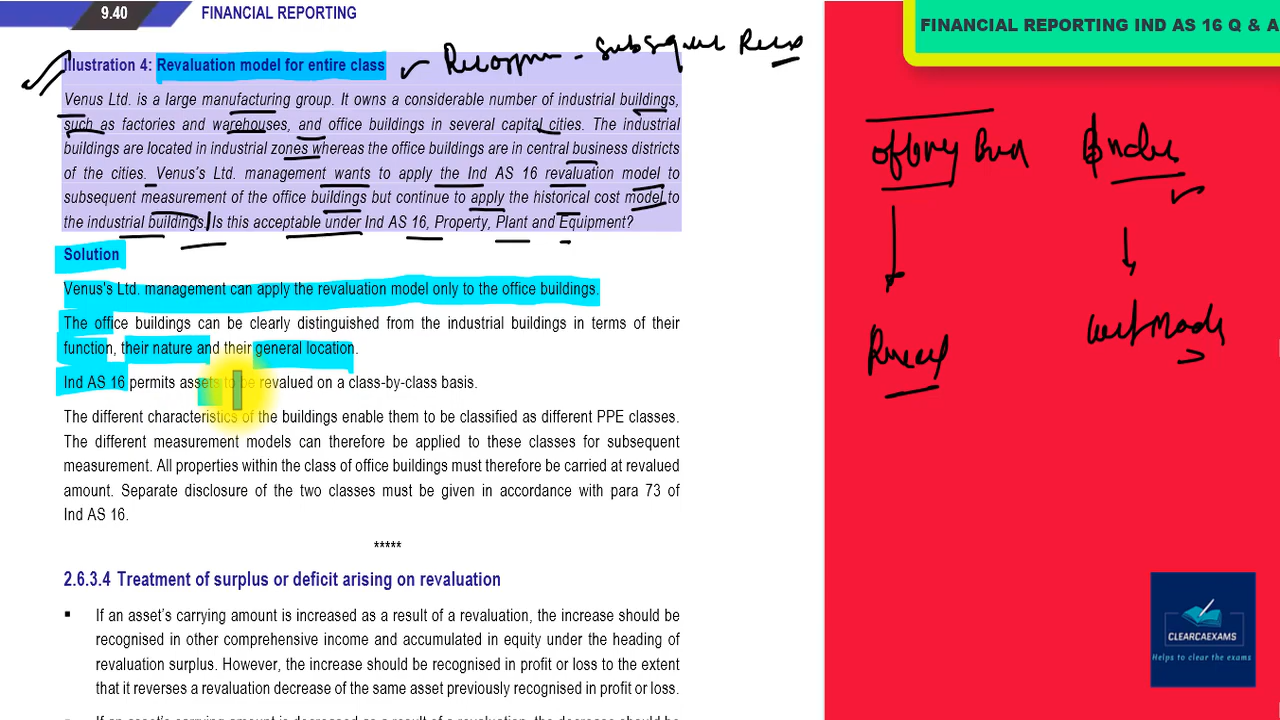 9.40 FINANCIAL REPORTING
FINANCIAL REPORTING IND AS 16 Q & A
Illustration 4: Revaluation model for entire class
Venus Ltd. is a large manufacturing group. It owns a considerable number of industrial buildings,
such as factories and warehouses, and office buildings in several capital cities. The industrial
buildings are located in industrial zones whereas the office buildings are in central business districts
of the cities. Venus's Ltd. management wants to apply the Ind AS 16 revaluation model to
subsequent measurement of the office buildings but continue to apply the historical cost model to
the industrial buildings. Is this acceptable under Ind AS 16, Property, Plant and Equipment?
Solution
Venus's Ltd. management can apply the revaluation model only to the office buildings.
The office buildings can be clearly distinguished from the industrial buildings in terms of their
function, their nature and their general location.
Ind AS 16 permits assets to be revalued on a class-by-class basis.
The different characteristics of the buildings enable them to be classified as different PPE classes.
The different measurement models can therefore be applied to these classes for subsequent
measurement. All properties within the class of office buildings must therefore be carried at revalued
amount. Separate disclosure of the two classes must be given in accordance with para 73 of
Ind AS 16.
*****
2.6.3.4 Treatment of surplus or deficit arising on revaluation
▪ If an asset's carrying amount is increased as a result of a revaluation, the increase should be
recognised in other comprehensive income and accumulated in equity under the heading of
revaluation surplus. However, the increase should be recognised in profit or loss to the extent
that it reverses a revaluation decrease of the same asset previously recognised in profit or loss.
If an asset's carrying amount is decreased as a result of a revaluation, the decrease should be
CLEARCAEXAMS
Helps to clear the exams